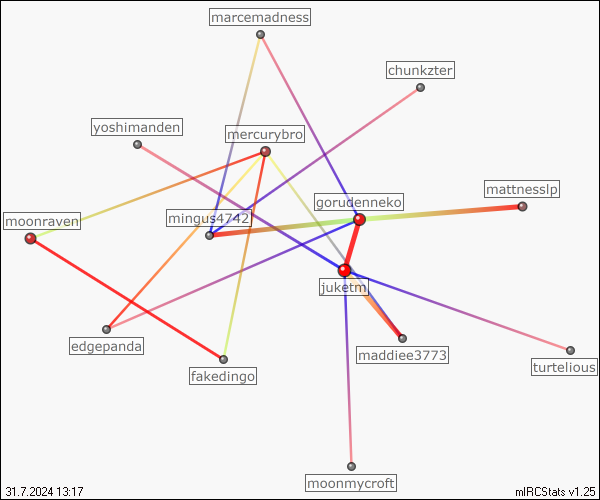 marcemadness
chunkzter
yoshimanden
mercurybro
mattnesslp
gorudenneko
mingus4742
moonraven
juketm
edgepanda
maddiee3773
turtelious
fakedingo
moonmycroft
31.7.2024 13:17
mIRCStats v1.25